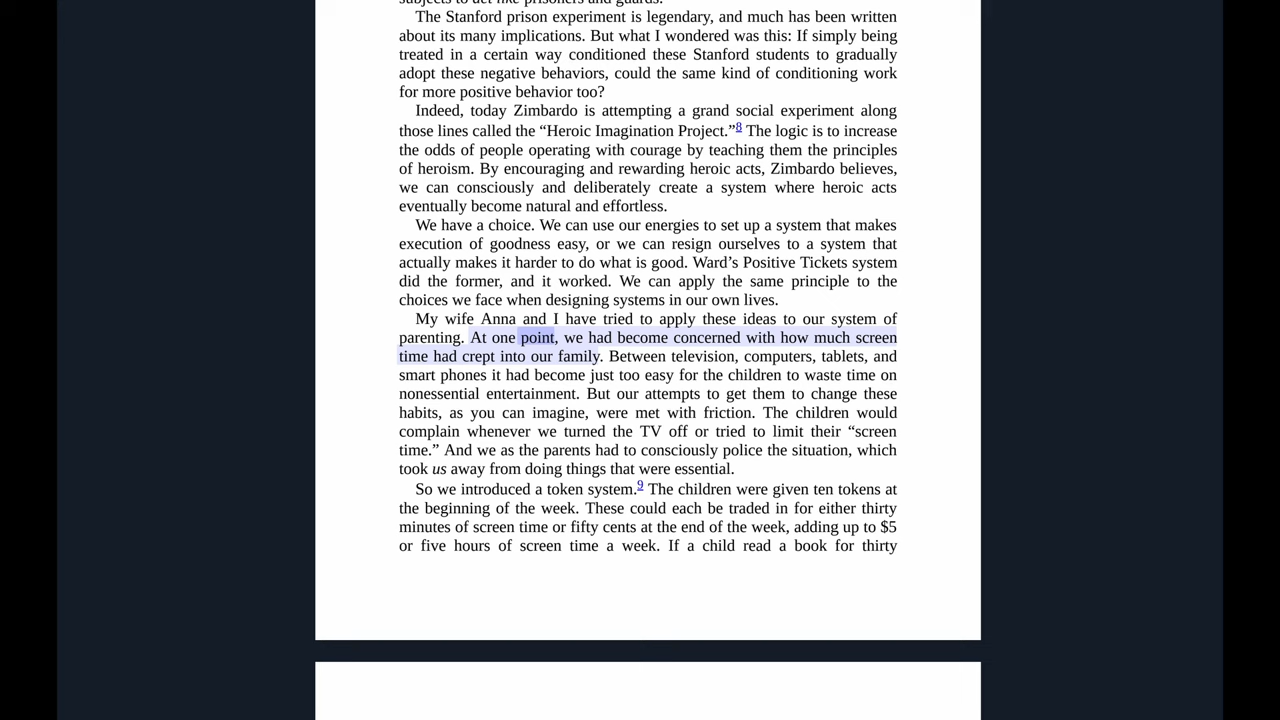 subjects to act like prisoners and guards.
The Stanford prison experiment is legendary, and much has been written
about its many implications. But what I wondered was this: If simply being
treated in a certain way conditioned these Stanford students to gradually
adopt these negative behaviors, could the same kind of conditioning work
for more positive behavior too?
Indeed, today Zimbardo is attempting a grand social experiment along
those lines called the “Heroic Imagination Project.”8 The logic is to increase
the odds of people operating with courage by teaching them the principles
of heroism. By encouraging and rewarding heroic acts, Zimbardo believes,
we can consciously and deliberately create a system where heroic acts
eventually become natural and effortless.
We have a choice. We can use our energies to set up a system that makes
execution of goodness easy, or we can resign ourselves to a system that
actually makes it harder to do what is good. Ward’s Positive Tickets system
did the former, and it worked. We can apply the same principle to the
choices we face when designing systems in our own lives.
My wife Anna and I have tried to apply these ideas to our system of
parenting. At one point, we had become concerned with how much screen
time had crept into our family. Between television, computers, tablets, and
smart phones it had become just too easy for the children to waste time on
nonessential entertainment. But our attempts to get them to change these
habits, as you can imagine, were met with friction. The children would
complain whenever we turned the TV off or tried to limit their “screen
time.” And we as the parents had to consciously police the situation, which
took us away from doing things that were essential.
So we introduced a token system.9 The children were given ten tokens at
the beginning of the week. These could each be traded in for either thirty
minutes of screen time or fifty cents at the end of the week, adding up to $5
or five hours of screen time a week. If a child read a book for thirty